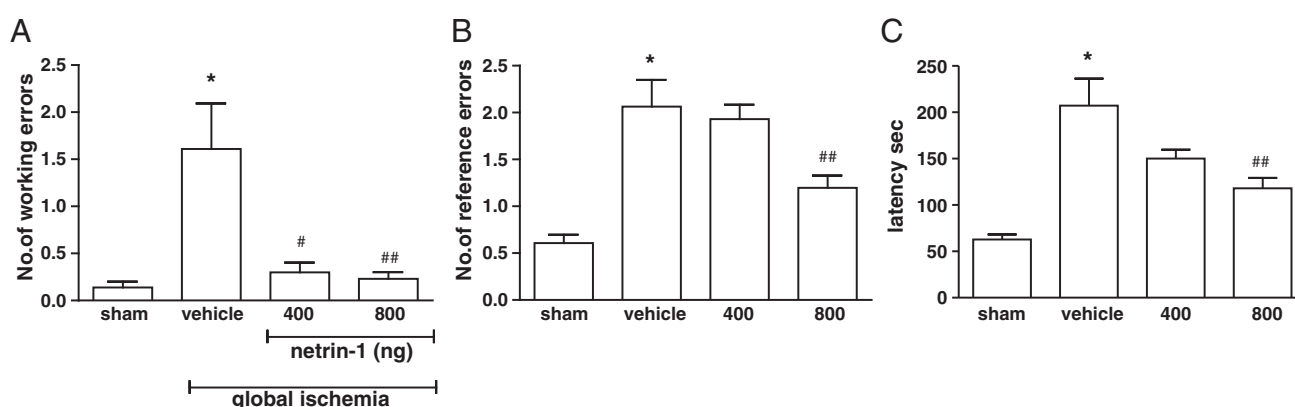 A
No.of working errors
2.5
2.0
1.5
1.0
0.5
0.0
*
#
##
sham vehicle 400 800
netrin-1 (ng)
global ischemia
B
No.of reference errors
2.5
2.0
1.5
1.0
0.5
0.0
*
##
sham vehicle 400 800
C
latency sec
250
200
150
100
50
0
*
##
sham vehicle 400 800